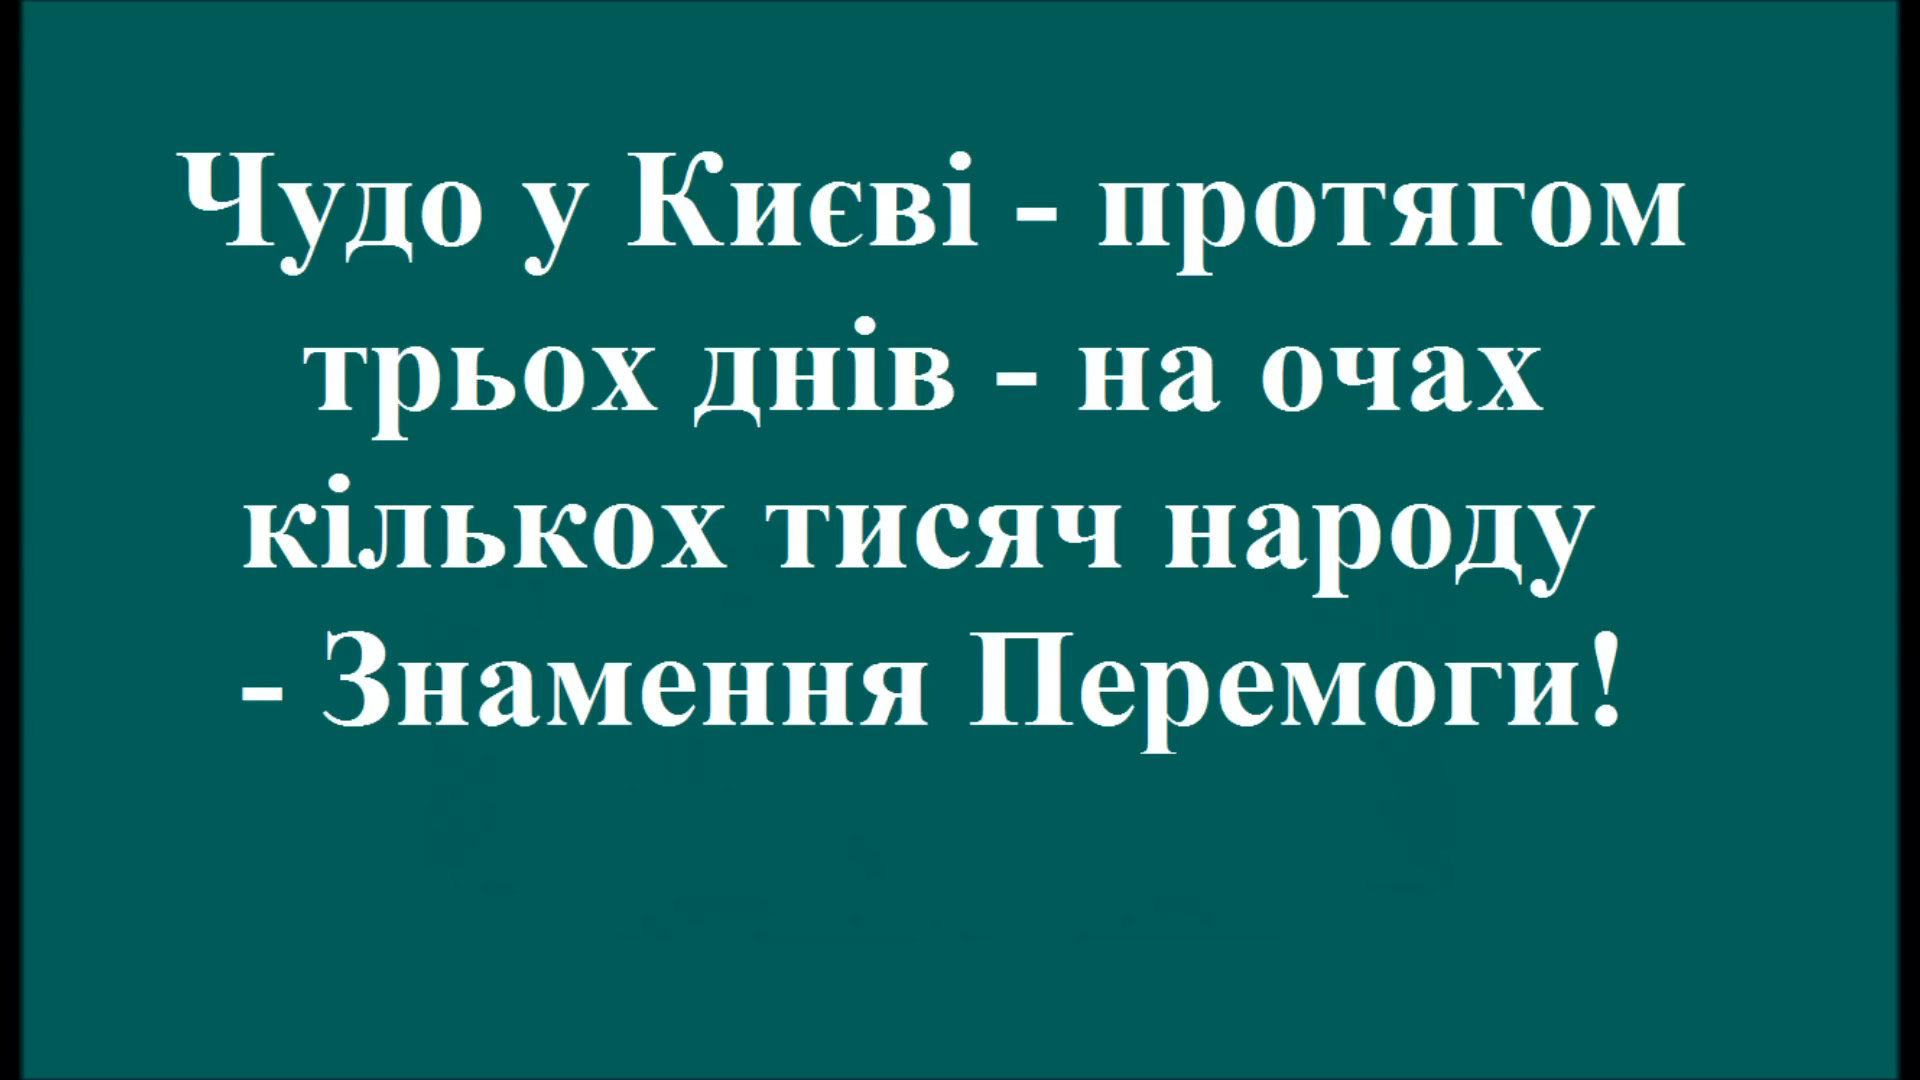 Чудо у Києві - протягом
трьох днів - на очах
кількох тисяч народу
- Знамення Перемоги!